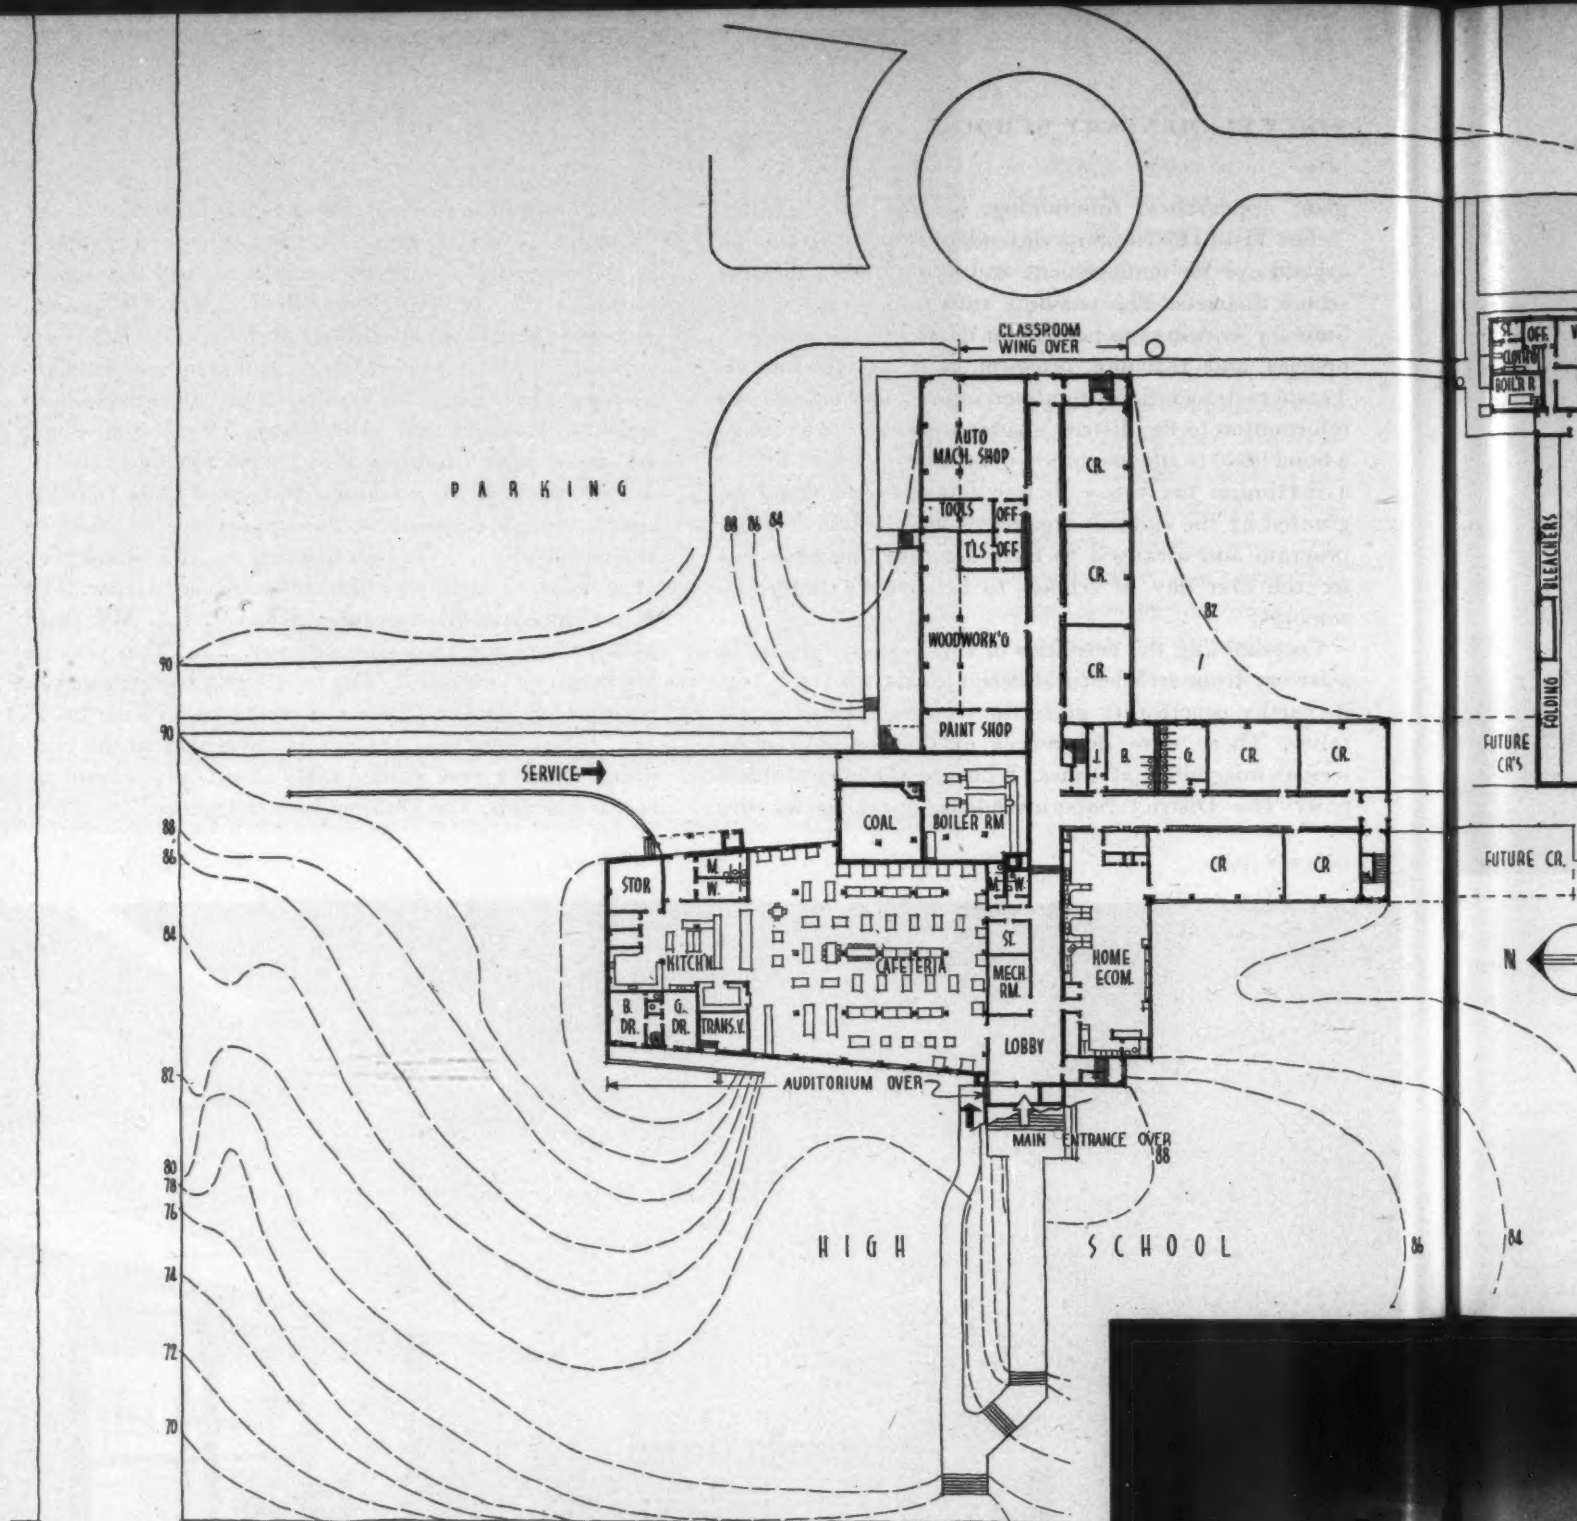 CLASSROOM
WING OVER
ST.
OFF.
BOIL'R R
AUTO
MACH. SHOP
CR.
PARKING
TOOLS
OFF
88 86 84
T'LS
OFF
CR.
FOLDING BLEACHERS
82
WOODWORK'G
90
CR.
PAINT SHOP
90
J.
B.
G.
CR.
CR.
FUTURE
CR'S
SERVICE
COAL
BOILER RM
88
86
M.
W.
STOR
M.
W.
CR
CR
FUTURE CR.
84
ST.
KITCH'N
CAFETERIA
HOME
ECOM.
N
MECH.
RM.
B.
DR.
G.
DR.
TRANS.V.
LOBBY
82
AUDITORIUM OVER
MAIN ENTRANCE OVER
88
80
78
76
HIGH SCHOOL
86
84
74
72
70